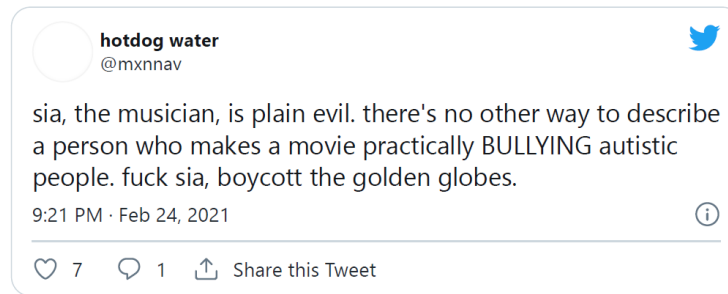 hotdog water
@mxnnav
sia, the musician, is plain evil. there's no other way to describe
a person who makes a movie practically BULLYING autistic
people. fuck sia, boycott the golden globes.
9:21 PM · Feb 24, 2021
7 1 Share this Tweet